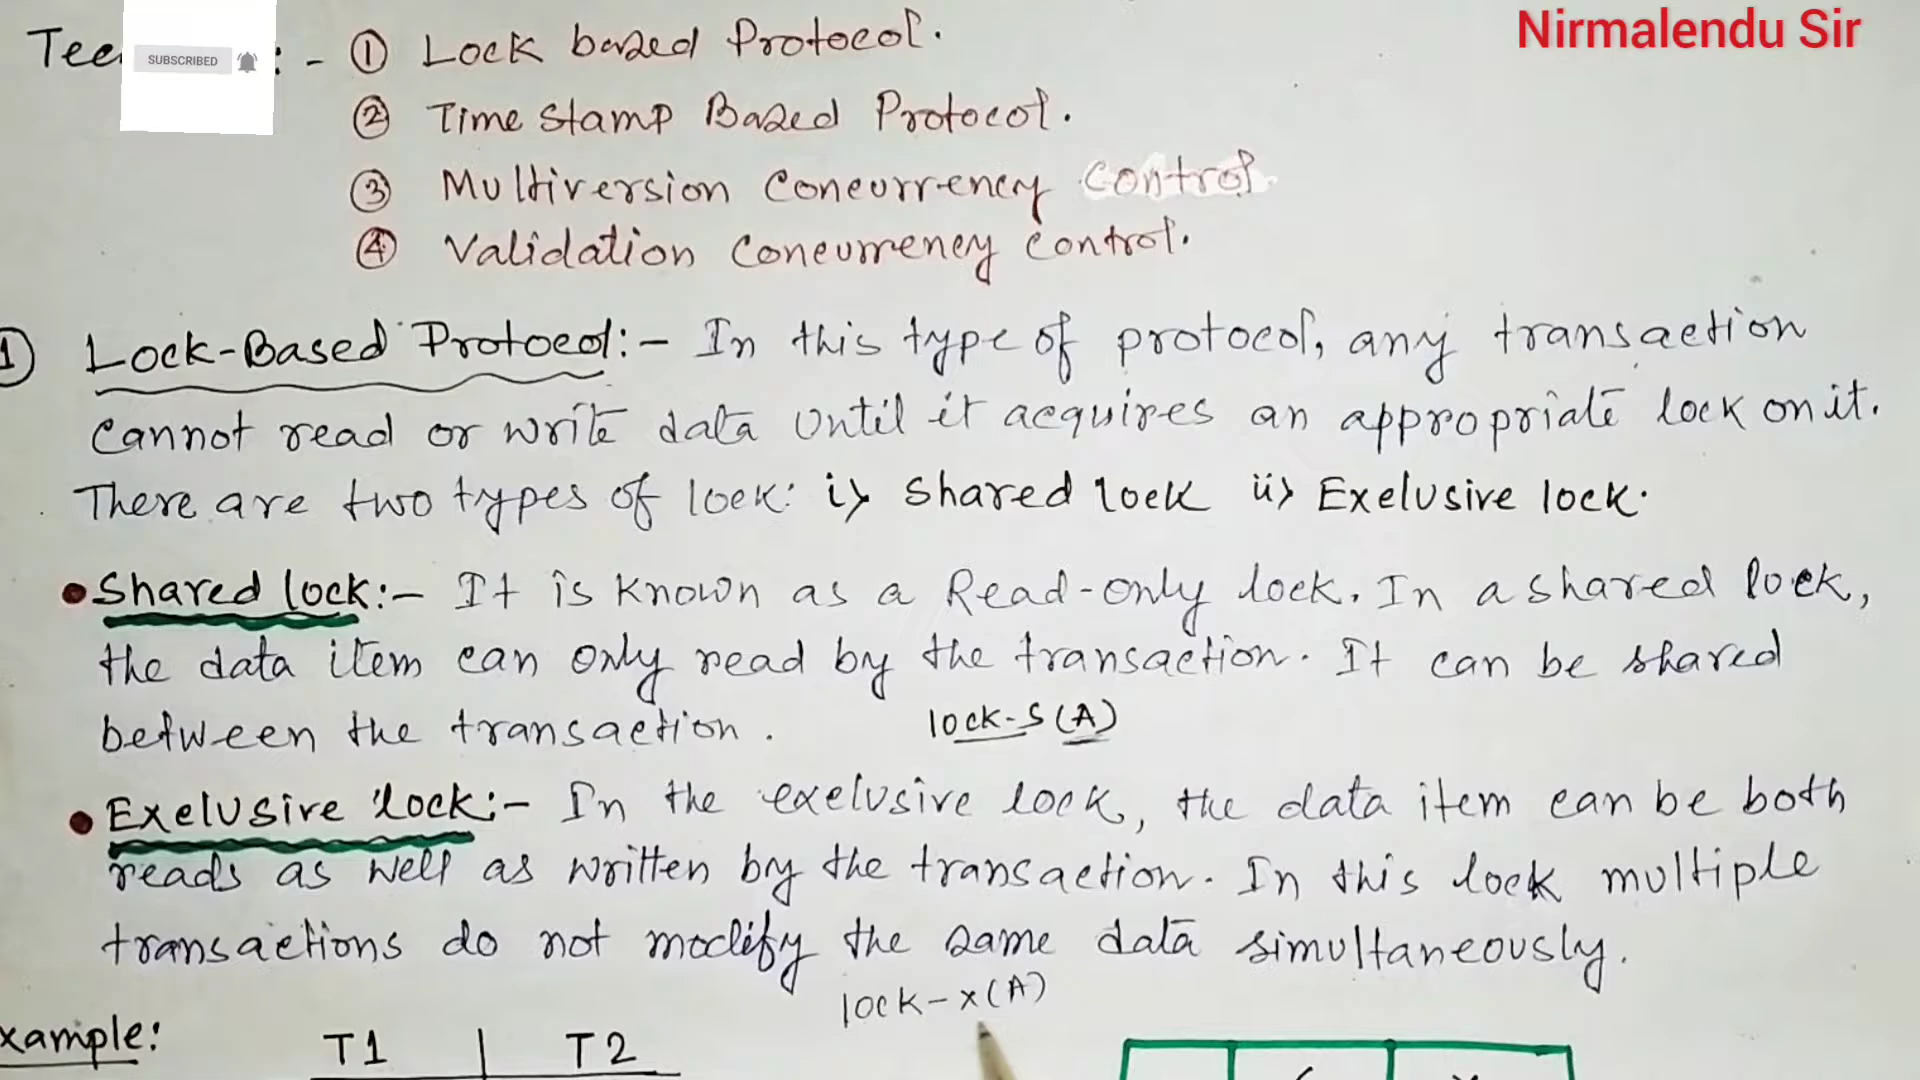 Nirmalendu Sir
Tec : - ① Lock based Protocol.
SUBSCRIBED
② Time Stamp Based Protocol.
③ Multiversion Concurrency Control.
④ Validation Concurrency Control.
① Lock-Based Protocol:- In this type of protocol, any transaction
cannot read or write data until it acquires an appropriate lock on it.
There are two types of lock: i> Shared lock ii> Exclusive lock.
• Shared lock:- It is known as a Read-only lock. In a shared lock,
the data item can only read by the transaction. It can be shared
between the transaction. lock-S(A)
• Exclusive lock:- In the exclusive lock, the data item can be both
reads as well as written by the transaction. In this lock multiple
transactions do not modify the same data simultaneously.
lock-x(A)
xample: T1 | T2